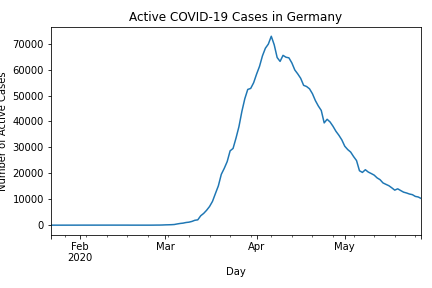 Active COVID-19 Cases in Germany
Number of Active Cases
70000
60000
50000
40000
30000
20000
10000
0
Feb
2020
Mar
Apr
May
Day